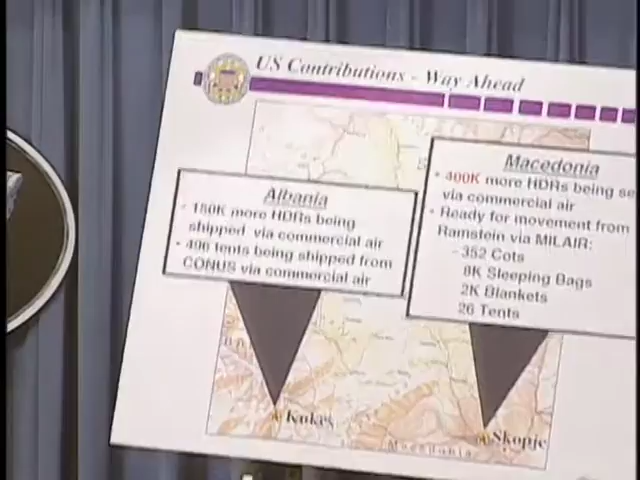 US Contributions - Way Ahead
Albania
• 180K more HDRs being
shipped via commercial air
• 496 tents being shipped from
CONUS via commercial air
Macedonia
• 400K more HDRs being se
via commercial air
• Ready for movement from
Ramstein via MILAIR:
- 352 Cots
8K Sleeping Bags
2K Blankets
26 Tents
Kukes
Skopje
Macedonia